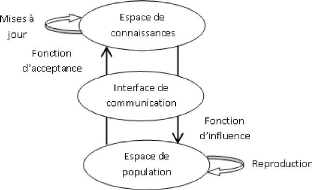 Mises à
jour
Espace de
connaissances
Fonction
d'acceptance
Interface de
communication
Fonction
d'influence
Espace de
population
Reproduction